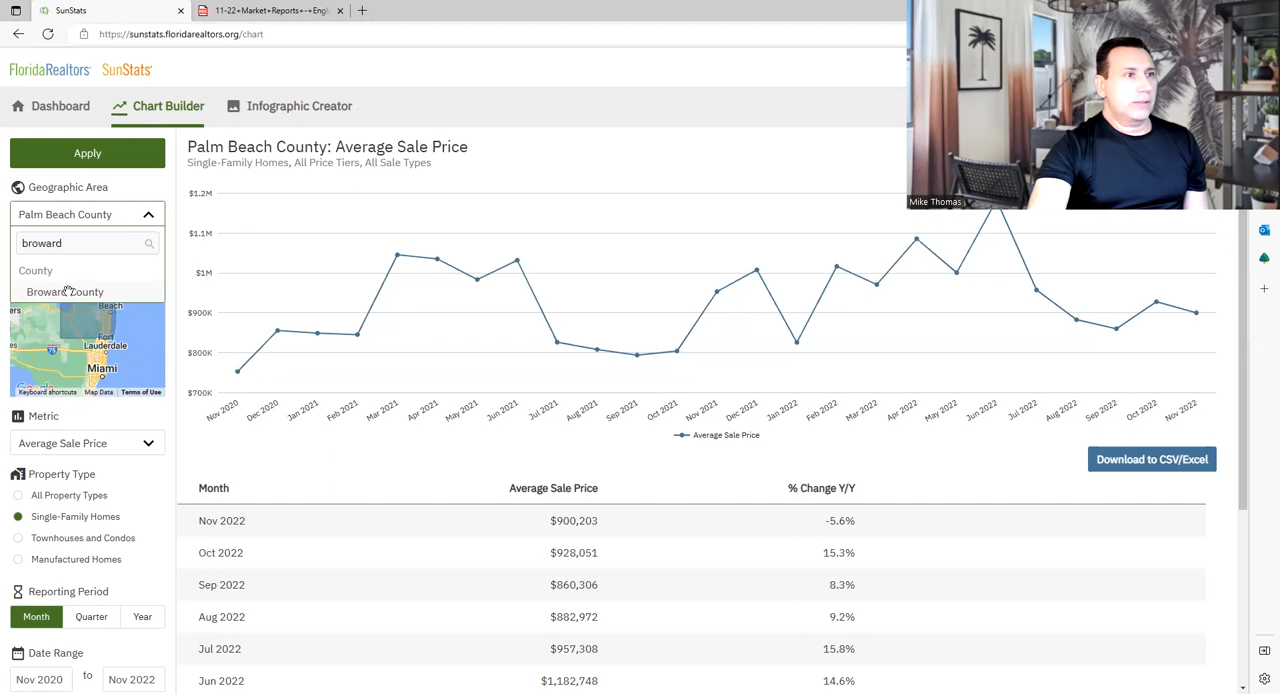 SunStats
11-22+Market+Reports+-+Engl
https://sunstats.floridarealtors.org/chart
FloridaRealtors SunStats
Dashboard
Chart Builder
Infographic Creator
Apply
Geographic Area
Palm Beach County
broward
County
Broward County
Beach
Fort
Lauderdale
75
Miami
Keyboard shortcuts
Map Data
Terms of Use
Metric
Average Sale Price
Property Type
All Property Types
Single-Family Homes
Townhouses and Condos
Manufactured Homes
Reporting Period
Month
Quarter
Year
Date Range
Nov 2020 to Nov 2022
Palm Beach County: Average Sale Price
Single-Family Homes, All Price Tiers, All Sale Types
$1.2M
$1.1M
$1M
$900K
$800K
$700K
Nov 2020
Dec 2020
Jan 2021
Feb 2021
Mar 2021
Apr 2021
May 2021
Jun 2021
Jul 2021
Aug 2021
Sep 2021
Oct 2021
Nov 2021
Dec 2021
Jan 2022
Feb 2022
Mar 2022
Apr 2022
May 2022
Jun 2022
Jul 2022
Aug 2022
Sep 2022
Oct 2022
Nov 2022
Average Sale Price
Download to CSV/Excel
Month Average Sale Price % Change Y/Y
Nov 2022 $900,203 -5.6%
Oct 2022 $928,051 15.3%
Sep 2022 $860,306 8.3%
Aug 2022 $882,972 9.2%
Jul 2022 $957,308 15.8%
Jun 2022 $1,182,748 14.6%
Mike Thomas